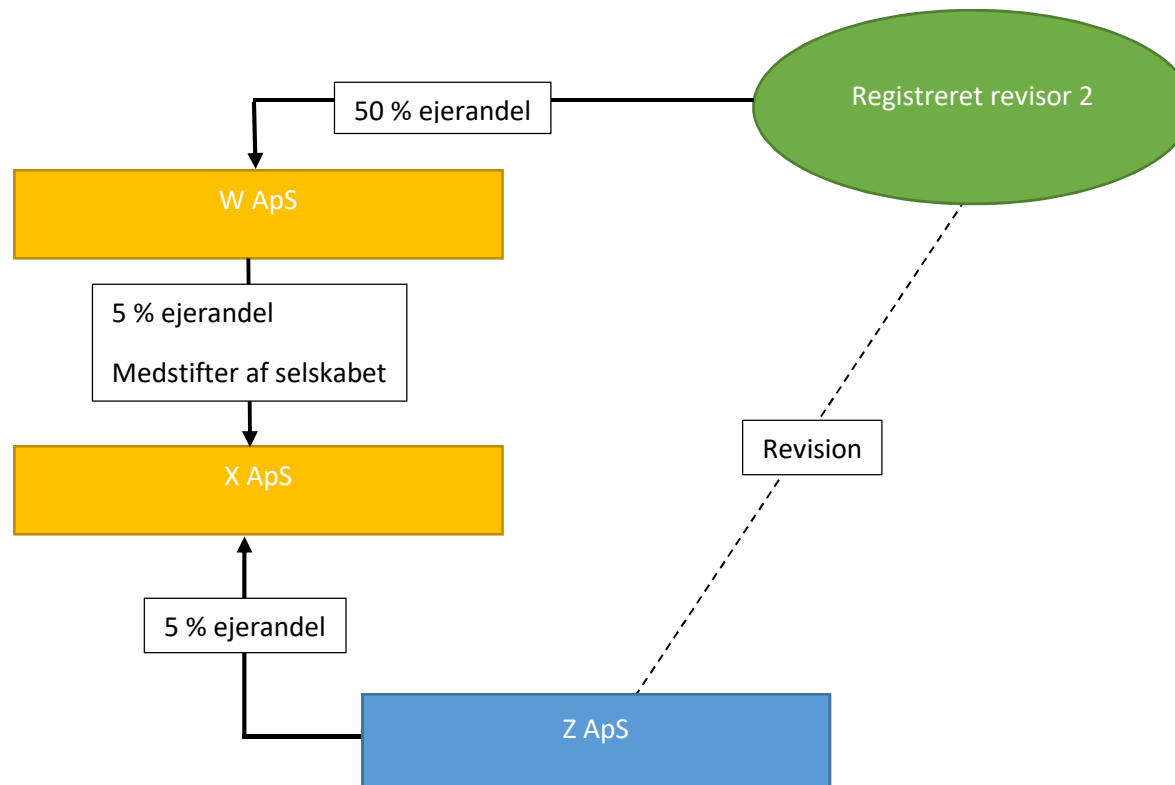 Registreret revisor 2
50 % ejerandel
W ApS
5 % ejerandel
Medstifter af selskabet
X ApS
Revision
5 % ejerandel
Z ApS